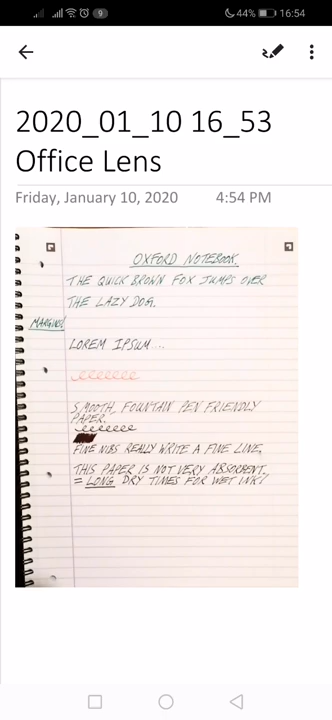 9
44%
16:54
2020_01_10 16_53
Office Lens
Friday, January 10, 2020 4:54 PM
OXFORD NOTEBOOK.
THE QUICK BROWN FOX JUMPS OVER
THE LAZY DOG.
MARGINS!
LOREM IPSUM...
eeeeeee
SMOOTH, FOUNTAIN PEN FRIENDLY
PAPER.
eeeeeee
FINE NIBS REALLY WRITE A FINE LINE.
THIS PAPER IS NOT VERY ABSORBENT
= LONG DRY TIMES FOR WET INK!